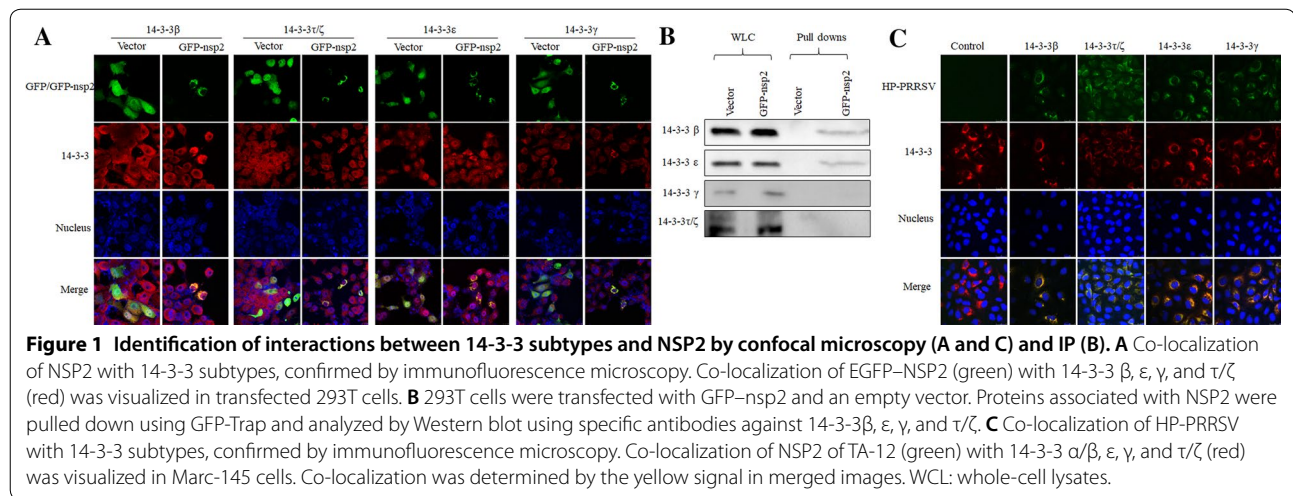 A
14-3-3β 14-3-3τ/ζ 14-3-3ε 14-3-3γ
Vector GFP-nsp2 Vector GFP-nsp2 Vector GFP-nsp2 Vector GFP-nsp2
GFP/GFP-nsp2
14-3-3
Nucleus
Merge
B
WLC Pull downs
Vector GFP-nsp2 Vector GFP-nsp2
14-3-3 β
14-3-3 ε
14-3-3 γ
14-3-3τ/ζ
C
Control 14-3-3β 14-3-3τ/ζ 14-3-3ε 14-3-3γ
HP-PRRSV
14-3-3
Nucleus
Merge
Figure 1 Identification of interactions between 14-3-3 subtypes and NSP2 by confocal microscopy (A and C) and IP (B). A Co-localization
of NSP2 with 14-3-3 subtypes, confirmed by immunofluorescence microscopy. Co-localization of EGFP–NSP2 (green) with 14-3-3 β, ε, γ, and τ/ζ
(red) was visualized in transfected 293T cells. B 293T cells were transfected with GFP–nsp2 and an empty vector. Proteins associated with NSP2 were
pulled down using GFP-Trap and analyzed by Western blot using specific antibodies against 14-3-3β, ε, γ, and τ/ζ. C Co-localization of HP-PRRSV
with 14-3-3 subtypes, confirmed by immunofluorescence microscopy. Co-localization of NSP2 of TA-12 (green) with 14-3-3 α/β, ε, γ, and τ/ζ (red)
was visualized in Marc-145 cells. Co-localization was determined by the yellow signal in merged images. WCL: whole-cell lysates.